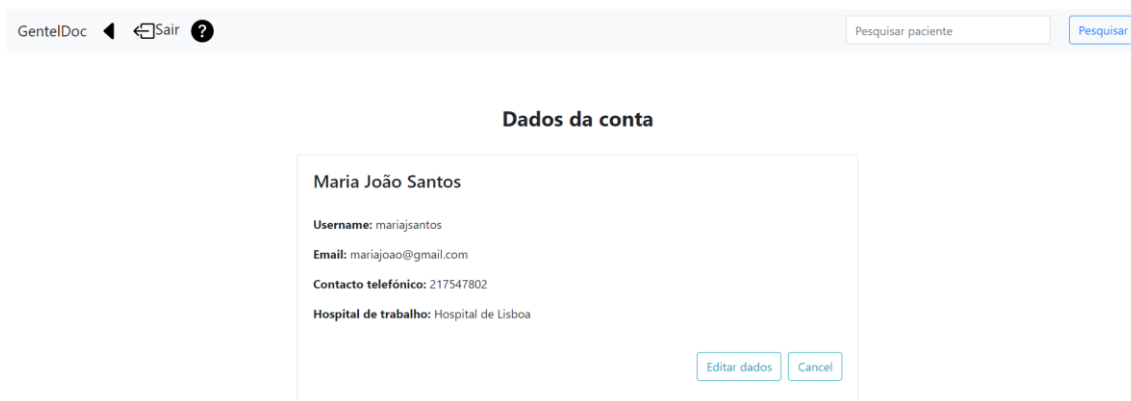 GentelDoc Sair ? Pesquisar paciente Pesquisar
Dados da conta
Maria João Santos
Username: mariajsantos
Email: mariajoao@gmail.com
Contacto telefónico: 217547802
Hospital de trabalho: Hospital de Lisboa
Editar dados Cancel